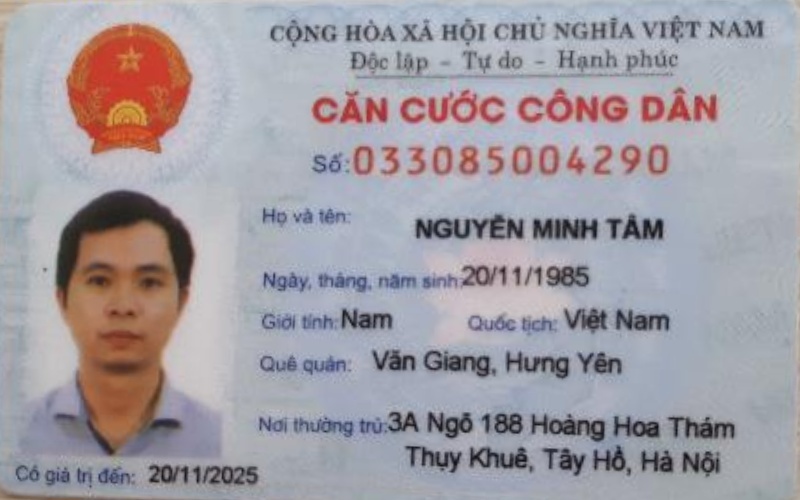 CỘNG HÒA XÃ HỘI CHỦ NGHĨA VIỆT NAM
Độc lập - Tự do - Hạnh phúc
CĂN CƯỚC CÔNG DÂN
Số: 033085004290
Họ và tên: NGUYỄN MINH TÂM
Ngày, tháng, năm sinh: 20/11/1985
Giới tính: Nam Quốc tịch: Việt Nam
Quê quán: Văn Giang, Hưng Yên
Nơi thường trú: 3A Ngõ 188 Hoàng Hoa Thám
Thụy Khuê, Tây Hồ, Hà Nội
Có giá trị đến: 20/11/2025